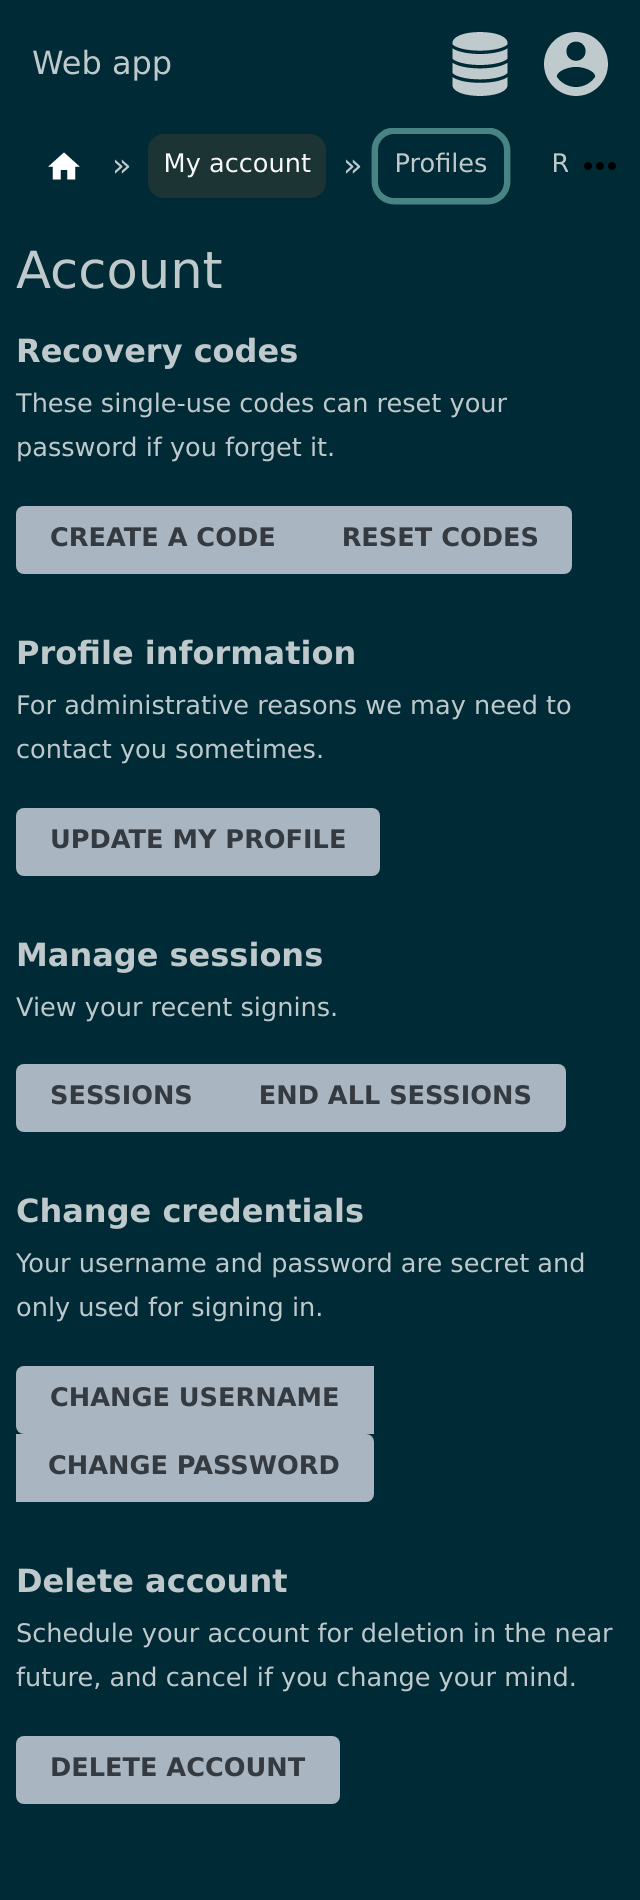 Web app
» My account » Profiles R
Account
Recovery codes
These single-use codes can reset your
password if you forget it.
CREATE A CODE RESET CODES
Profile information
For administrative reasons we may need to
contact you sometimes.
UPDATE MY PROFILE
Manage sessions
View your recent signins.
SESSIONS END ALL SESSIONS
Change credentials
Your username and password are secret and
only used for signing in.
CHANGE USERNAME
CHANGE PASSWORD
Delete account
Schedule your account for deletion in the near
future, and cancel if you change your mind.
DELETE ACCOUNT